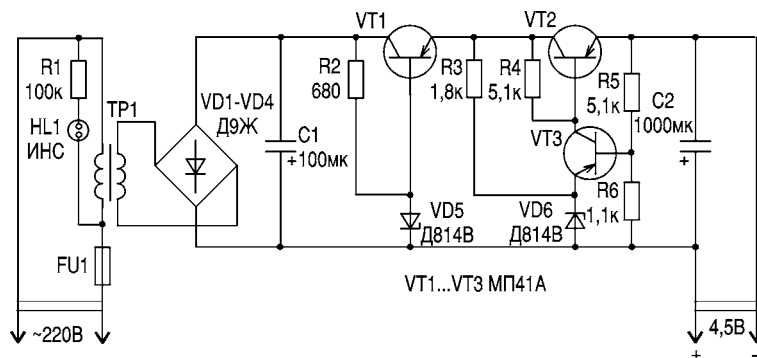 R1
100к
HL1
ИНС
TP1
FU1
~220В
VD1-VD4
Д9Ж
C1
+
100мк
R2
680
VT1
R3
1,8к
R4
5,1к
VT2
VT3
R5
5,1к
C2
1000мк
+
R6
1,1к
VD5
Д814В
VD6
Д814В
VT1...VT3 МП41А
4,5В
+
-